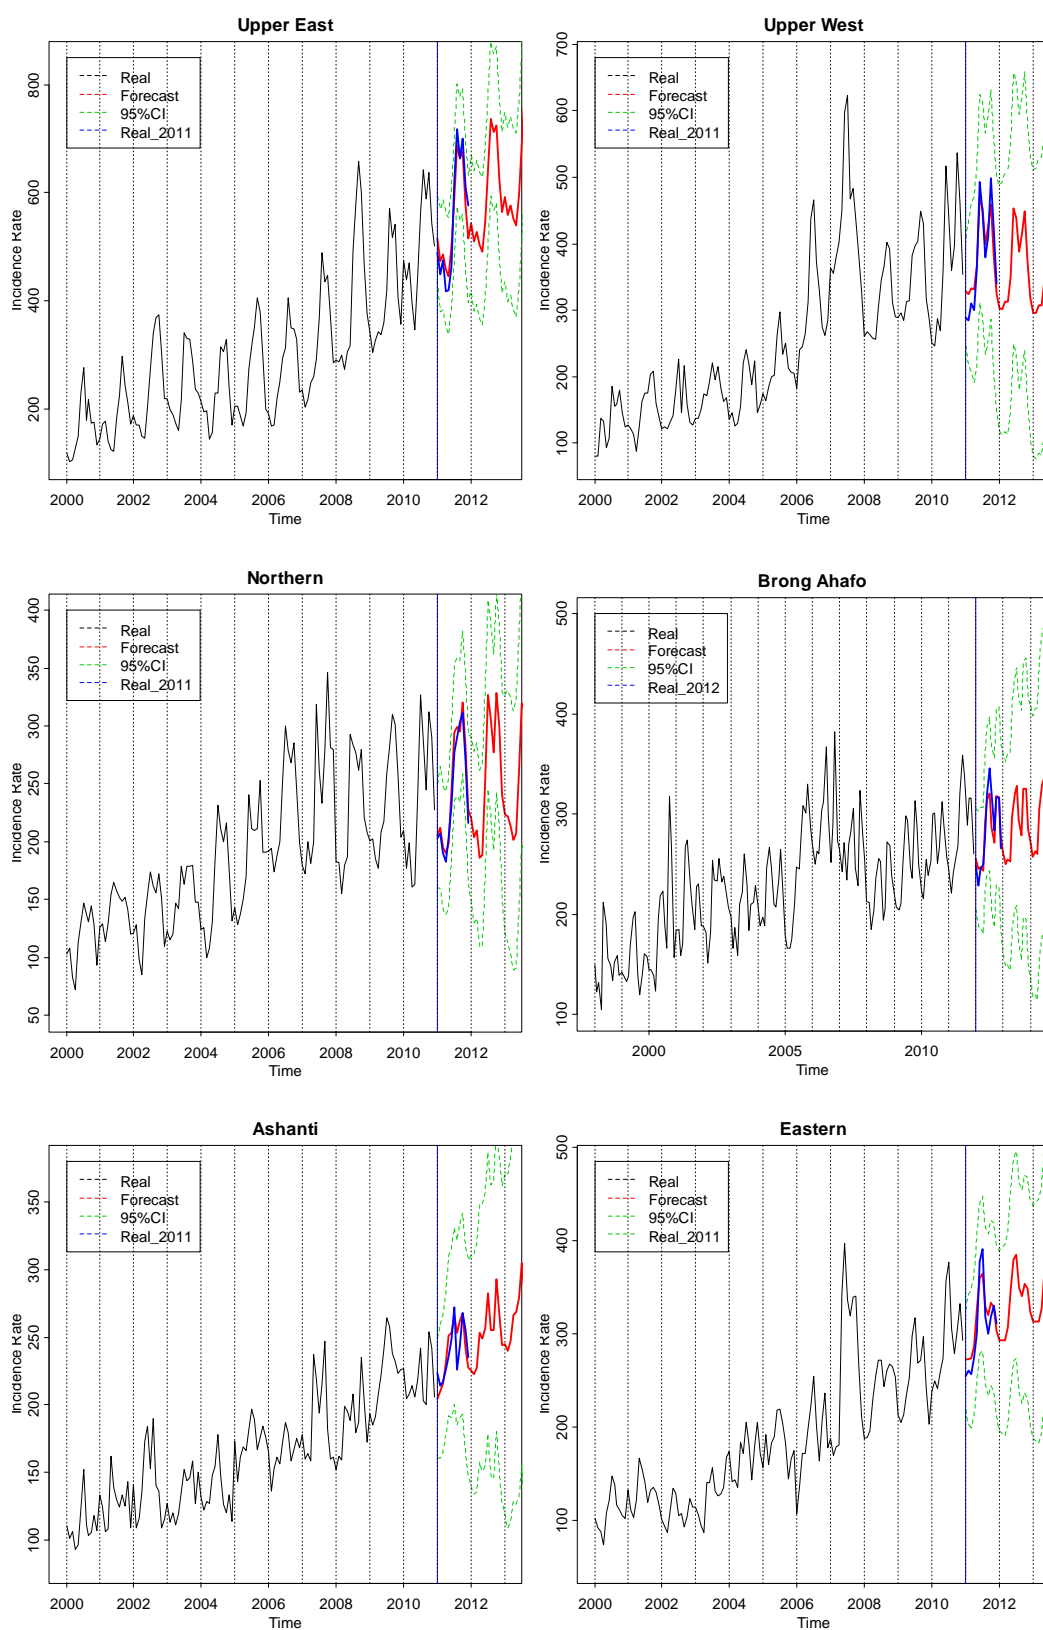 Upper East
Incidence Rate
200 400 600 800
Real
Forecast
95%CI
Real_2011
2000 2002 2004 2006 2008 2010 2012
Time
Upper West
Incidence Rate
100 200 300 400 500 600 700
Real
Forecast
95%CI
Real_2011
2000 2002 2004 2006 2008 2010 2012
Time
Northern
Incidence Rate
50 100 150 200 250 300 350 400
Real
Forecast
95%CI
Real_2011
2000 2002 2004 2006 2008 2010 2012
Time
Brong Ahafo
Incidence Rate
100 200 300 400 500
Real
Forecast
95%CI
Real_2012
2000 2005 2010
Time
Ashanti
Incidence Rate
100 150 200 250 300 350
Real
Forecast
95%CI
Real_2011
2000 2002 2004 2006 2008 2010 2012
Time
Eastern
Incidence Rate
100 200 300 400 500
Real
Forecast
95%CI
Real_2011
2000 2002 2004 2006 2008 2010 2012
Time